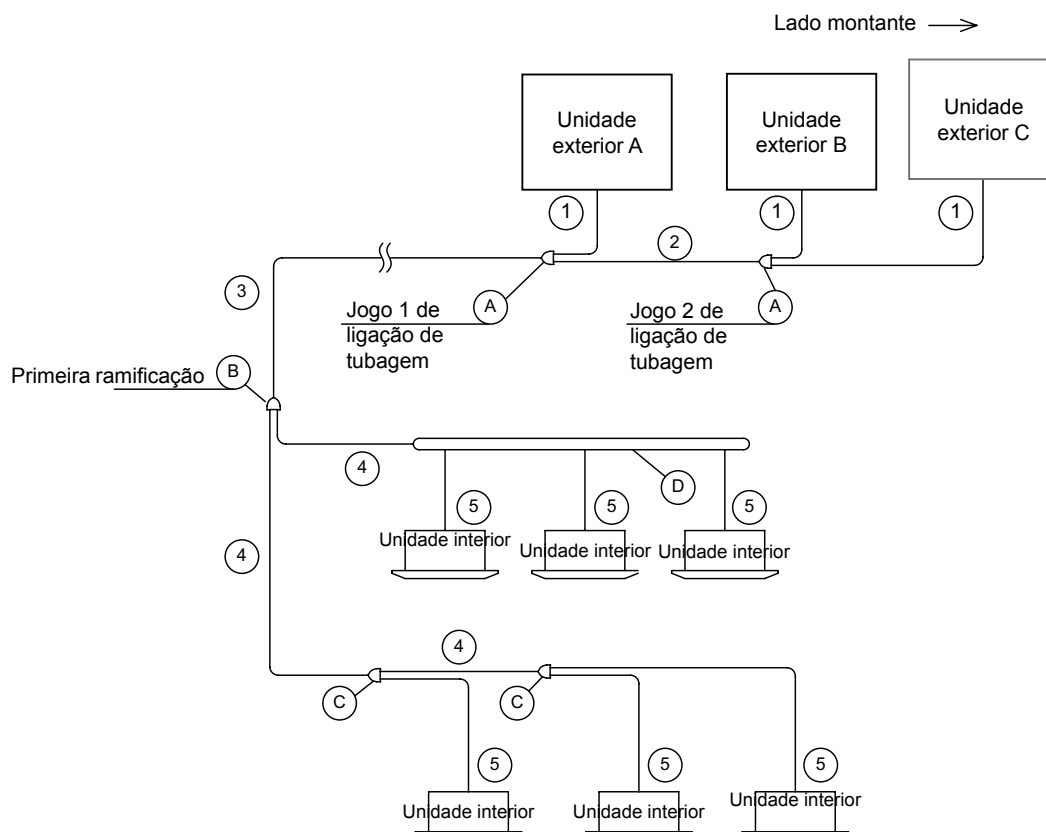 Lado montante
Unidade
exterior A
Unidade
exterior B
Unidade
exterior C
1
1
1
2
3
A
Jogo 1 de
ligação de
tubagem
A
Jogo 2 de
ligação de
tubagem
Primeira ramificação
B
4
D
5
5
5
Unidade interior
Unidade interior
Unidade interior
4
4
C
C
5
5
5
Unidade interior
Unidade interior
Unidade interior